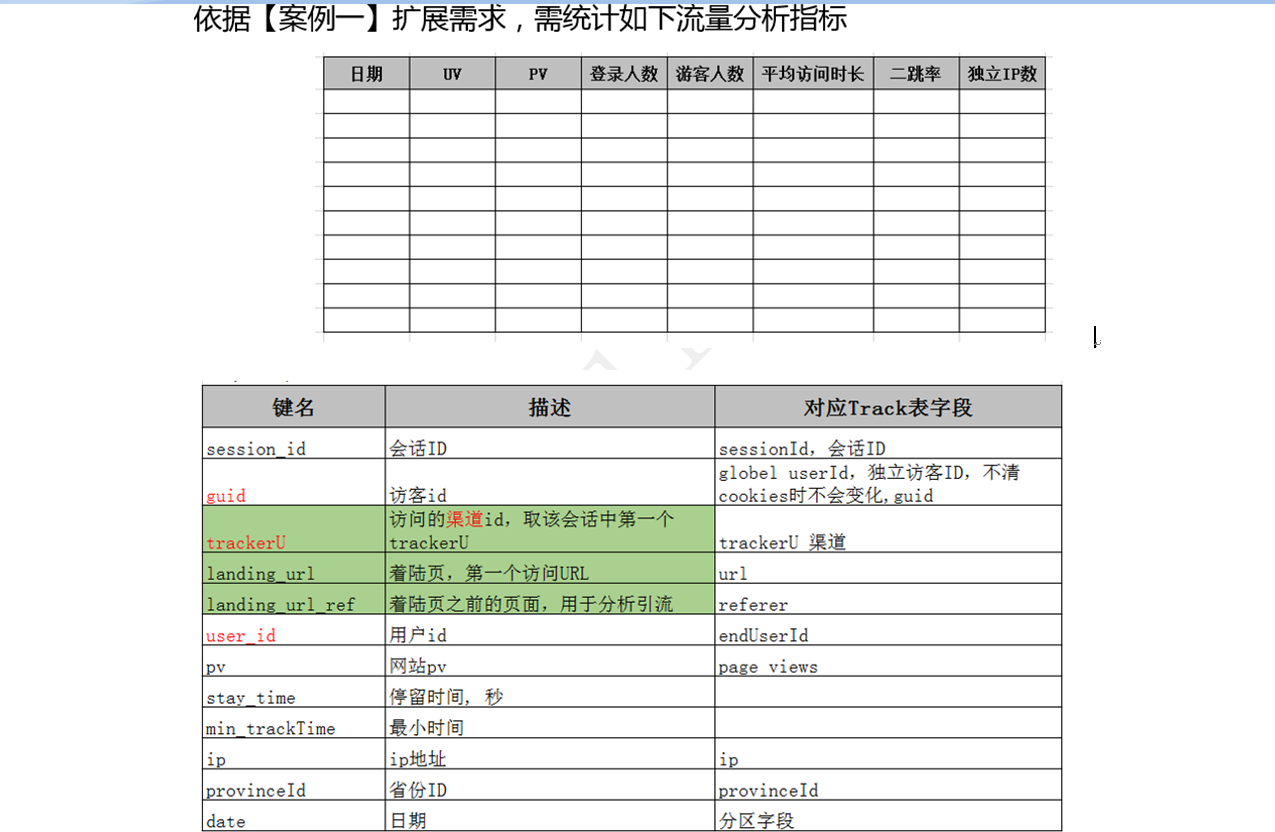 依据【案例一】扩展需求，需统计如下流量分析指标
日期 UV PV 登录人数 游客人数 平均访问时长 二跳率 独立IP数
键名 描述 对应Track表字段
session_id 会话ID sessionId, 会话ID
guid 访客id globel userId, 独立访客ID, 不清
cookies时不会变化,guid
trackerU 访问的渠道id, 取该会话中第一个
trackerU trackerU 渠道
landing_url 着陆页, 第一个访问URL url
landing_url_ref 着陆页之前的页面, 用于分析引流 referer
user_id 用户id endUserId
pv 网站pv page views
stay_time 停留时间, 秒
min_trackTime 最小时间
ip ip地址 ip
provinceId 省份ID provinceId
date 日期 分区字段